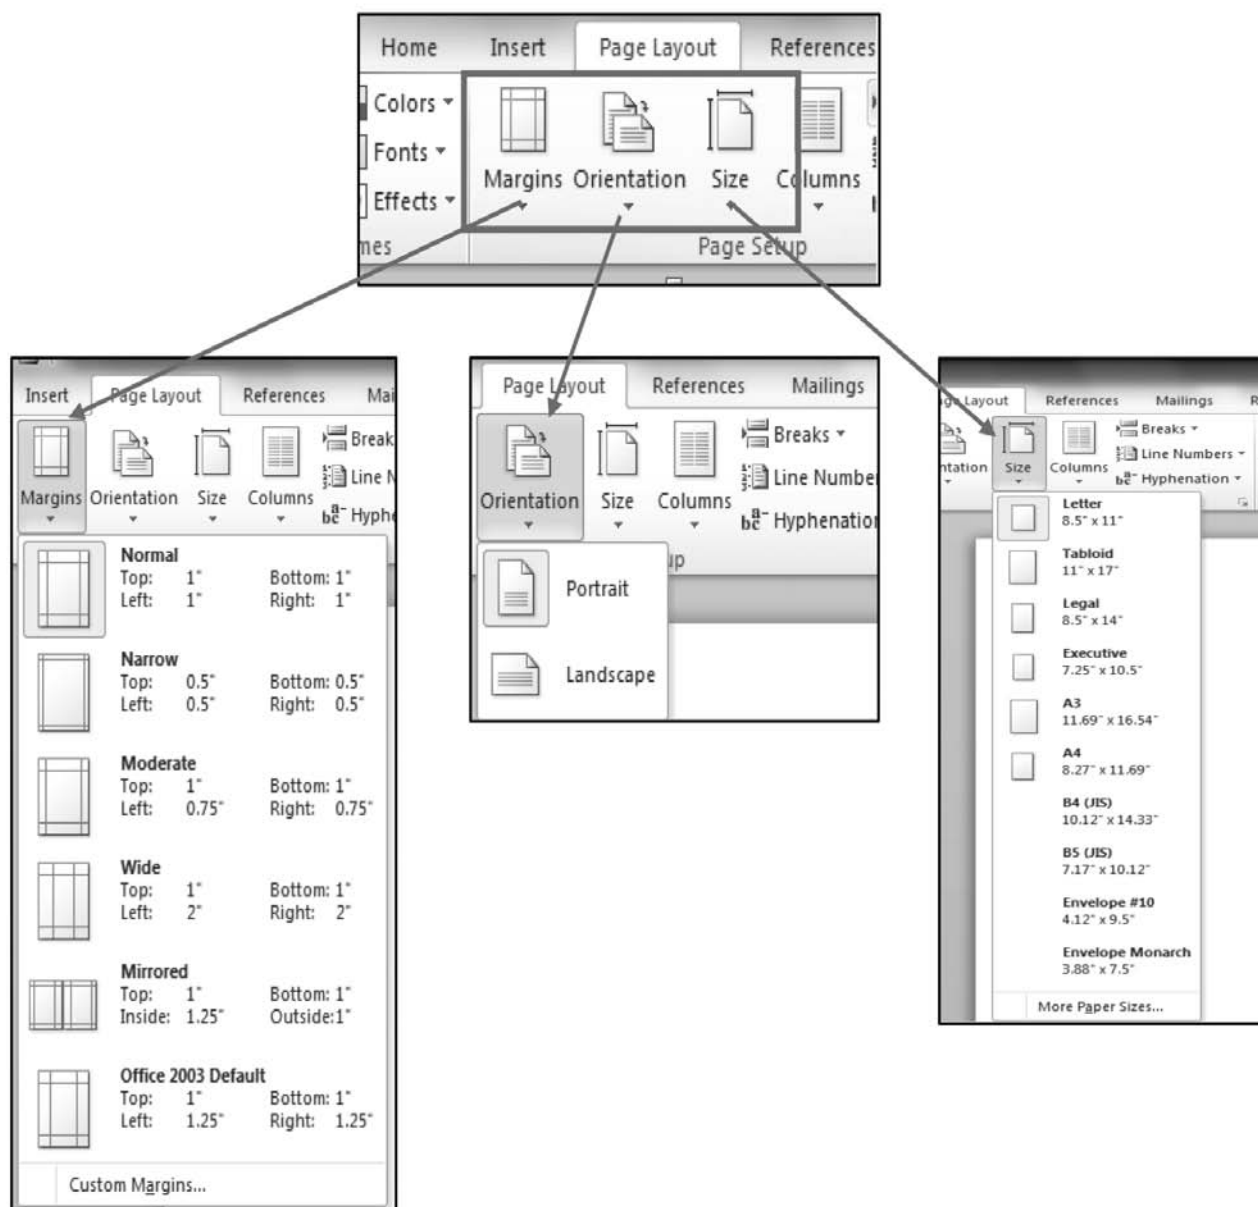 Home Insert Page Layout References
Colors
Fonts
Effects
Margins Orientation Size Columns
Page Setup
Insert Page Layout References
Margins Orientation Size Columns
Line
Normal
Top: 1" Bottom: 1"
Left: 1" Right: 1"
Narrow
Top: 0.5" Bottom: 0.5"
Left: 0.5" Right: 0.5"
Moderate
Top: 1" Bottom: 1"
Left: 0.75" Right: 0.75"
Wide
Top: 1" Bottom: 1"
Left: 2" Right: 2"
Mirrored
Top: 1" Bottom: 1"
Inside: 1.25" Outside:1"
Office 2003 Default
Top: 1" Bottom: 1"
Left: 1.25" Right: 1.25"
Custom Margins...
Page Layout References Mailings
Breaks
Line Number
Orientation Size Columns
Hyphenation
Portrait
Landscape
Layout References Mailings
Breaks
Line Numbers
Size Columns
Hyphenation
Letter
8.5" x 11"
Tabloid
11" x 17"
Legal
8.5" x 14"
Executive
7.25" x 10.5"
A3
11.69" x 16.54"
A4
8.27" x 11.69"
B4 (JIS)
10.12" x 14.33"
B5 (JIS)
7.17" x 10.12"
Envelope #10
4.12" x 9.5"
Envelope Monarch
3.88" x 7.5"
More Paper Sizes...